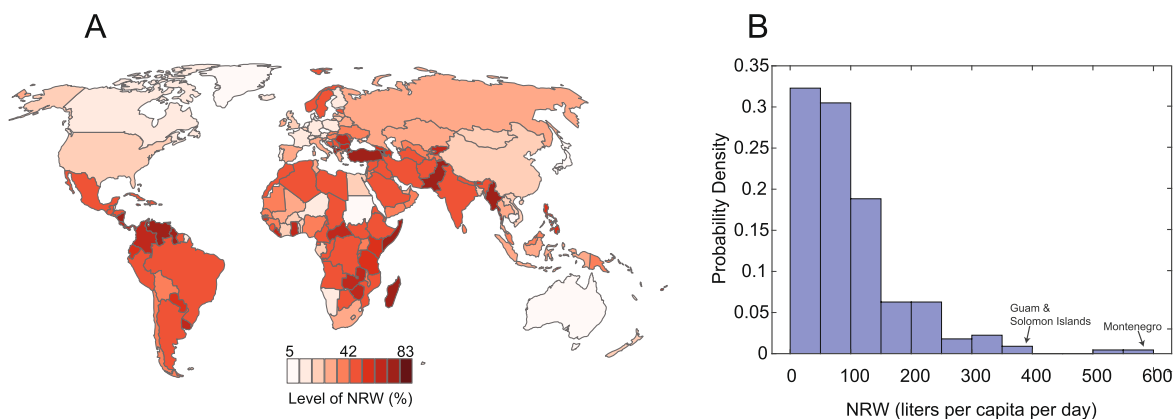 A
5 42 83
Level of NRW (%)
B
Probability Density
0.35
0.3
0.25
0.2
0.15
0.1
0.05
0
Guam &
Solomon Islands
Montenegro
0 100 200 300 400 500 600
NRW (liters per capita per day)